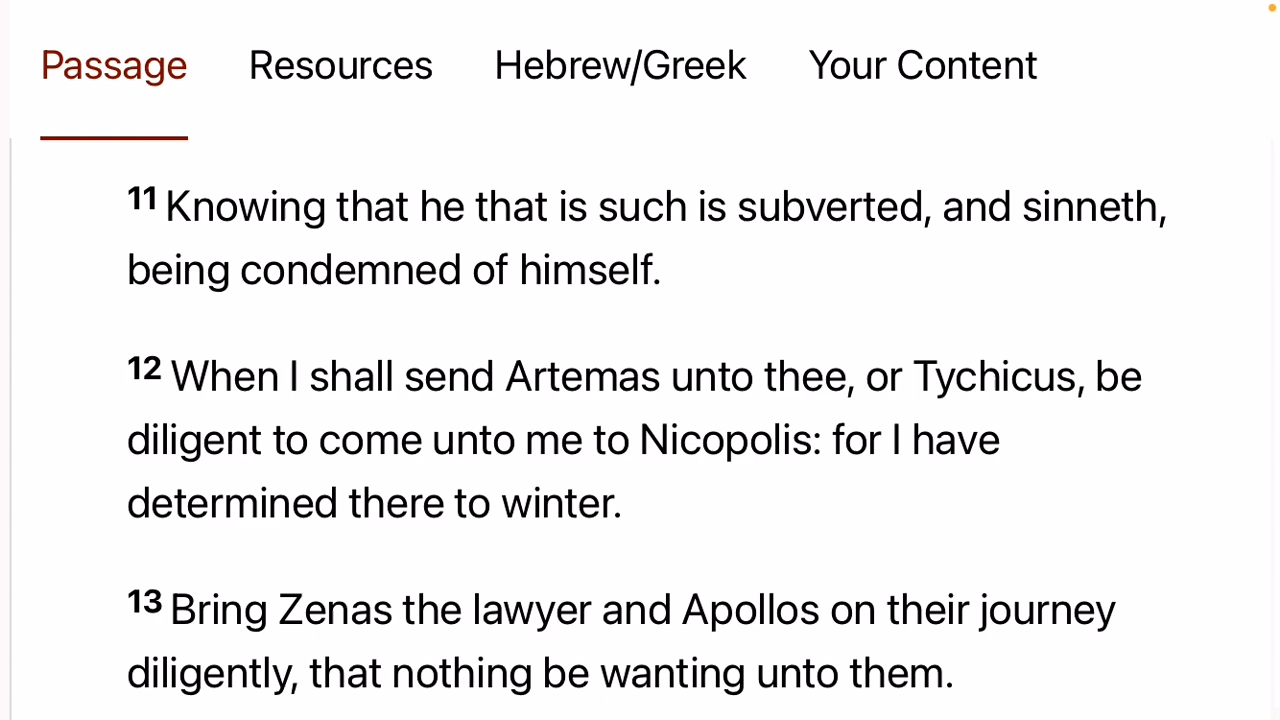 Passage Resources Hebrew/Greek Your Content
11 Knowing that he that is such is subverted, and sinneth,
being condemned of himself.
12 When I shall send Artemas unto thee, or Tychicus, be
diligent to come unto me to Nicopolis: for I have
determined there to winter.
13 Bring Zenas the lawyer and Apollos on their journey
diligently, that nothing be wanting unto them.